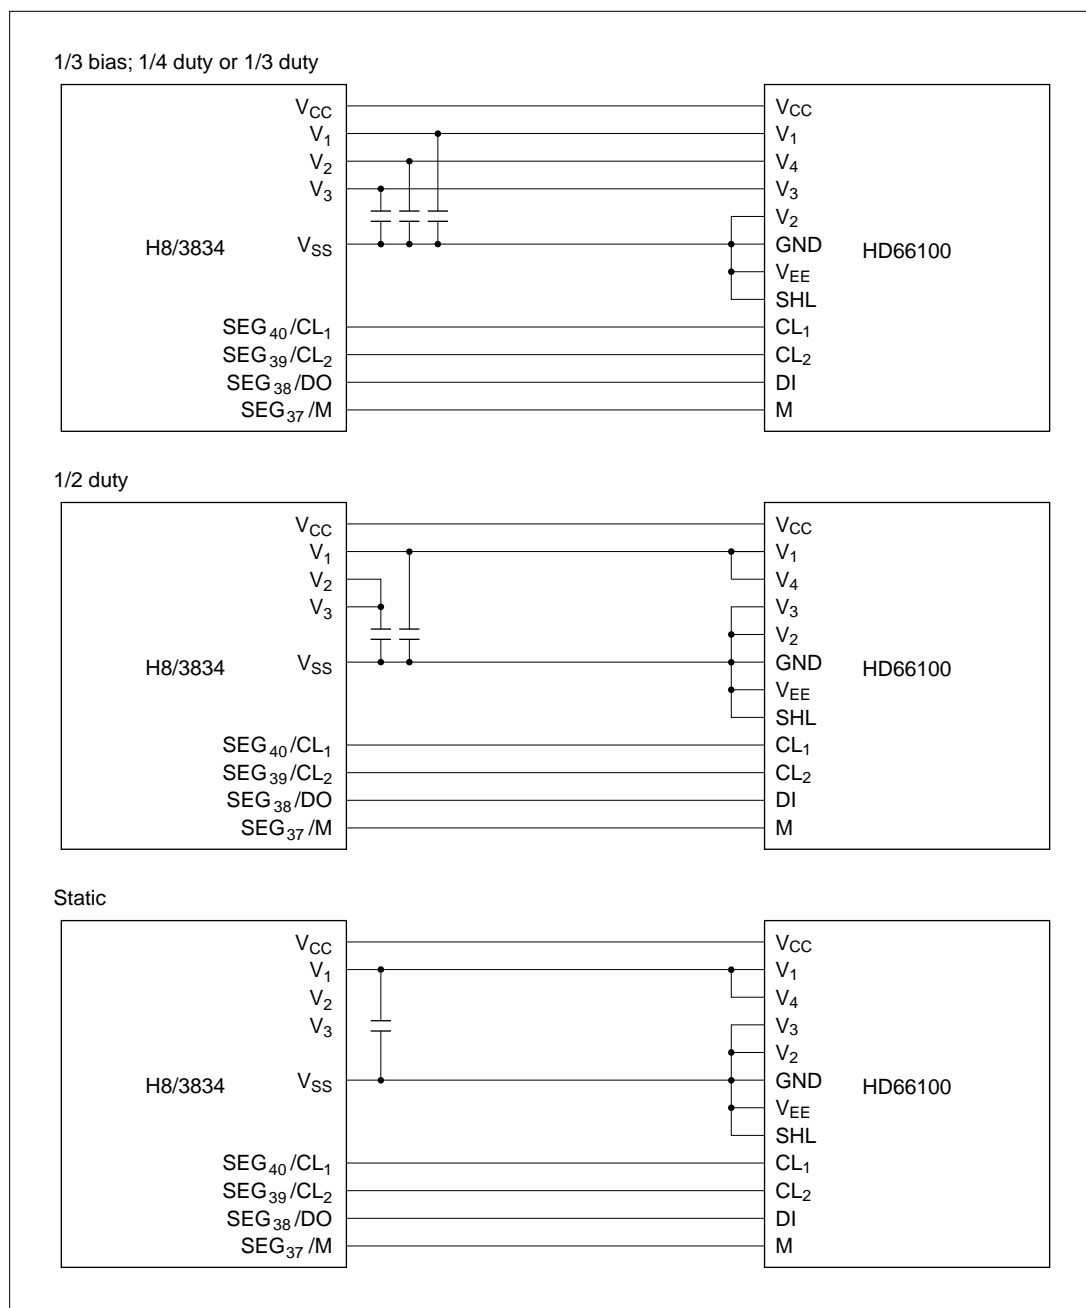 1/3 bias; 1/4 duty or 1/3 duty
VCC VCC
V1 V1
V2 V4
V3 V3
V2
H8/3834 VSS GND HD66100
VEE
SHL
SEG40/CL1 CL1
SEG39/CL2 CL2
SEG38/DO DI
SEG37/M M
1/2 duty
VCC VCC
V1 V1
V2 V4
V3 V3
V2
H8/3834 VSS GND HD66100
VEE
SHL
SEG40/CL1 CL1
SEG39/CL2 CL2
SEG38/DO DI
SEG37/M M
Static
VCC VCC
V1 V1
V2 V4
V3 V3
V2
H8/3834 VSS GND HD66100
VEE
SHL
SEG40/CL1 CL1
SEG39/CL2 CL2
SEG38/DO DI
SEG37/M M